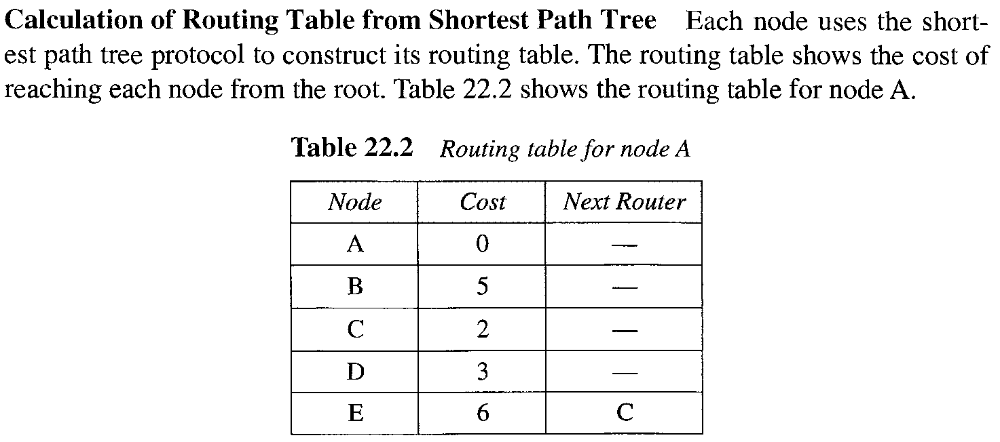 Calculation of Routing Table from Shortest Path Tree Each node uses the short-
est path tree protocol to construct its routing table. The routing table shows the cost of
reaching each node from the root. Table 22.2 shows the routing table for node A.
Table 22.2 Routing table for node A
Node Cost Next Router
A 0 —
B 5 —
C 2 —
D 3 —
E 6 C